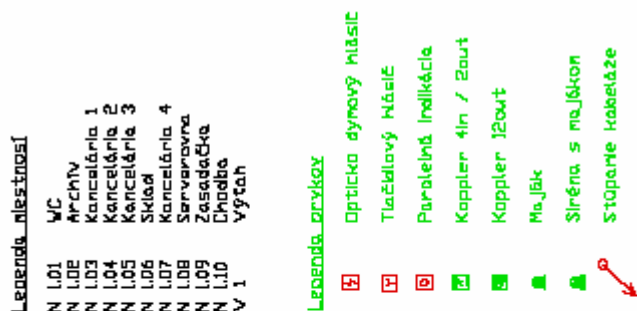 Legenda miestností
N 1.01 WC
N 1.02 Archív
N 1.03 Kancelária 1
N 1.04 Kancelária 2
N 1.05 Kancelária 3
N 1.06 Sklad
N 1.07 Kancelária 4
N 1.08 Serverovna
N 1.09 Zasadačka
N 1.10 Chodba
V 1 Výťah
Legenda prvkov
Opticko dymový hlásič
Tlačidlový hlásič
Paralelná indikácia
Koppler 4in / 2out
Koppler 12out
Maják
Siréna s majákom
Stúpanie kabeláže